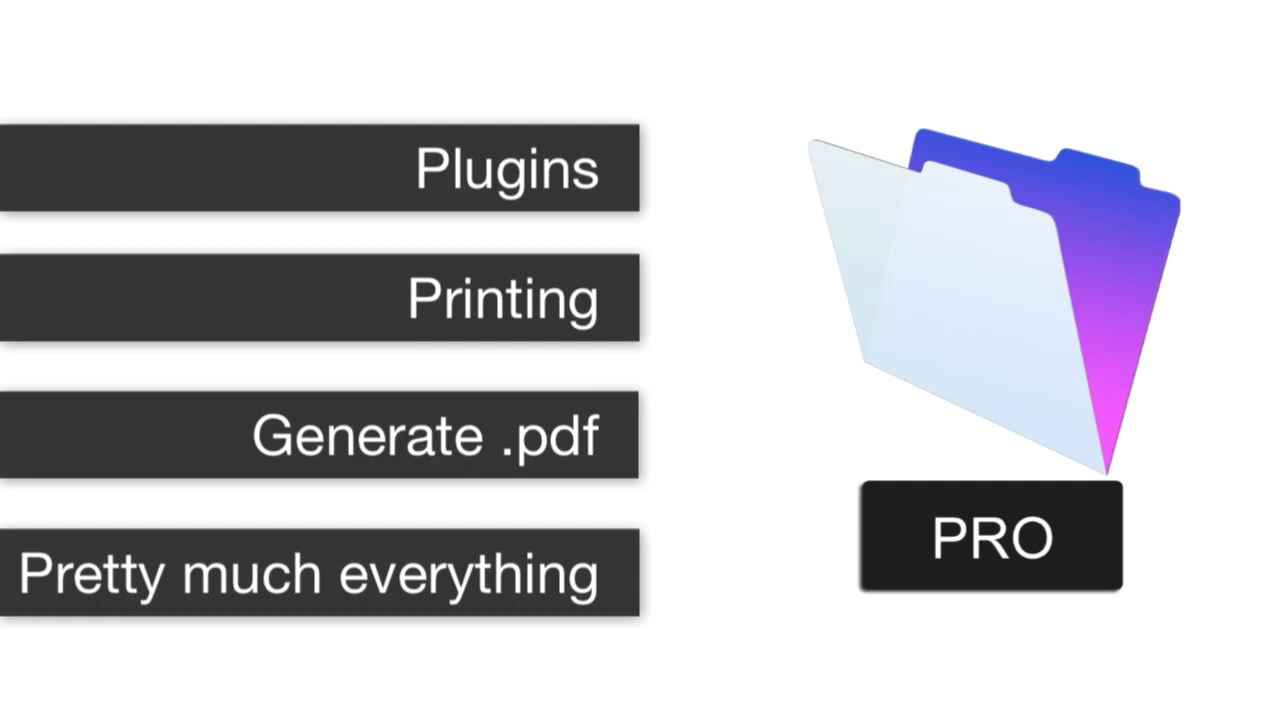 Plugins
Printing
Generate .pdf
Pretty much everything
PRO